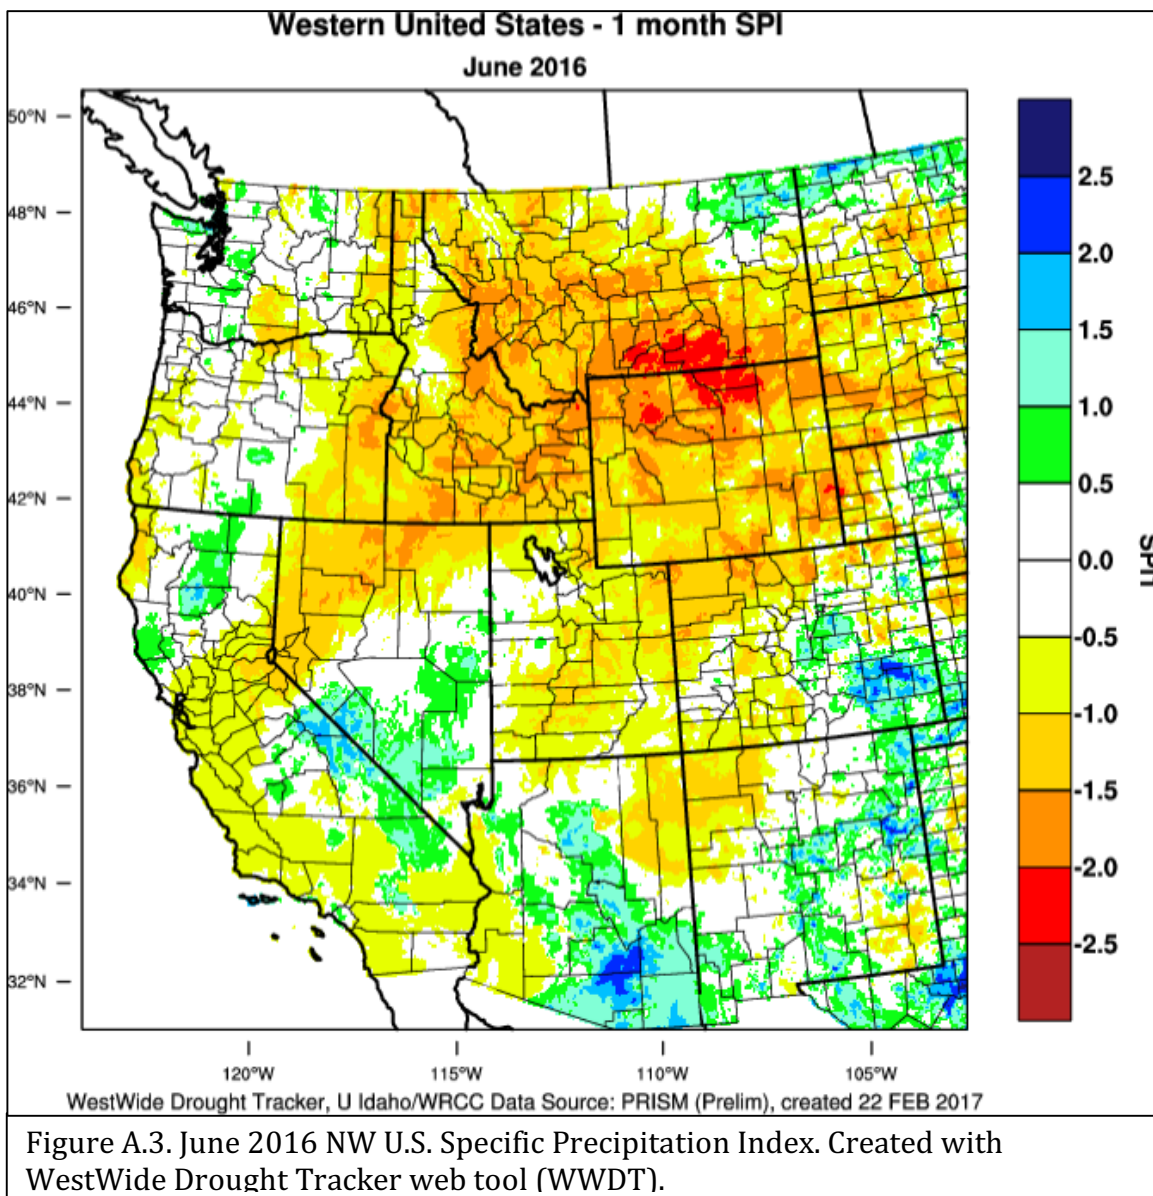 Western United States - 1 month SPI
June 2016
50°N
48°N
46°N
44°N
42°N
40°N
38°N
36°N
34°N
32°N
120°W
115°W
110°W
105°W
2.5
2.0
1.5
1.0
0.5
0.0
-0.5
-1.0
-1.5
-2.0
-2.5
SPI
WestWide Drought Tracker, U Idaho/WRCC Data Source: PRISM (Prelim), created 22 FEB 2017
Figure A.3. June 2016 NW U.S. Specific Precipitation Index. Created with
WestWide Drought Tracker web tool (WWDT).